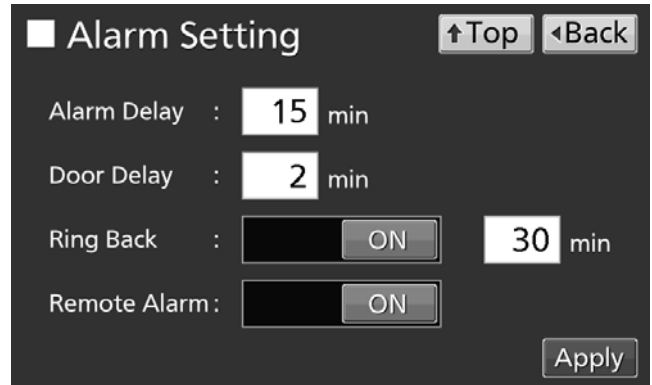 ■ Alarm Setting ↑Top ◂Back
Alarm Delay : 15 min
Door Delay : 2 min
Ring Back : ON 30 min
Remote Alarm : ON
Apply